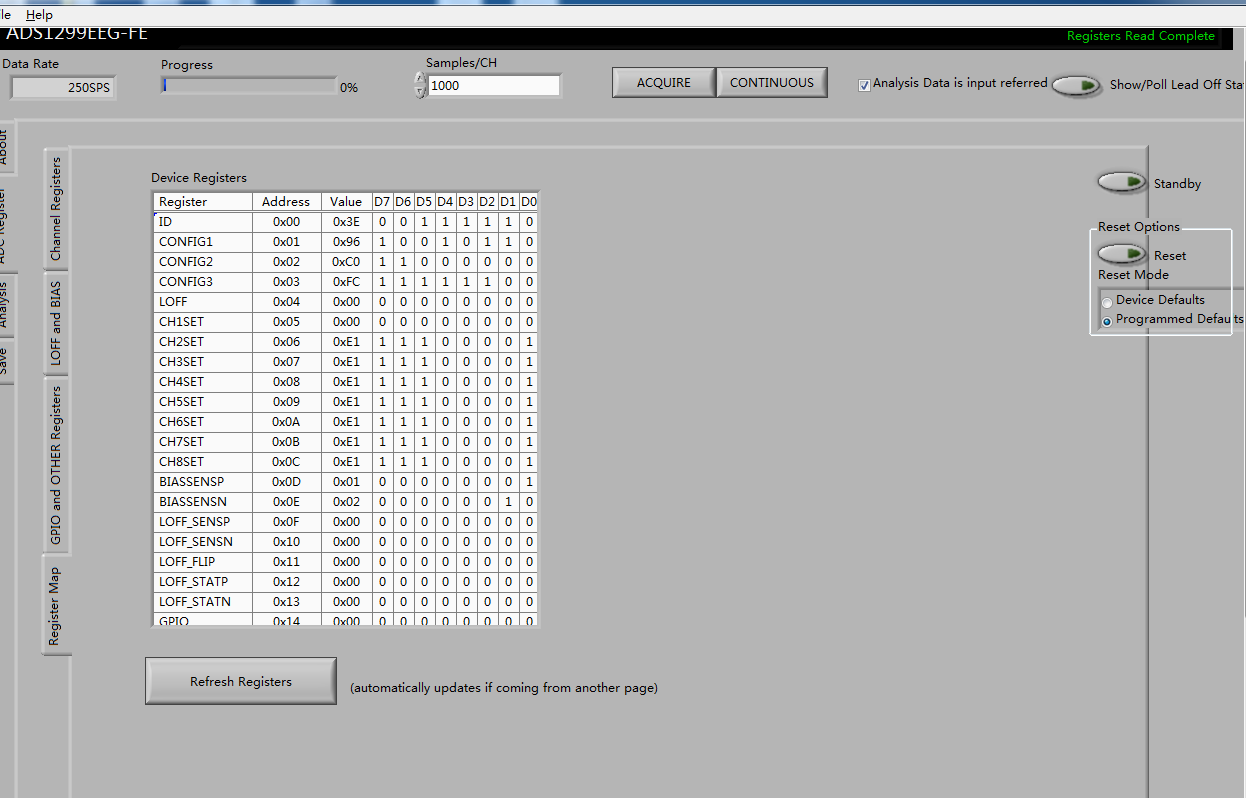 le Help
ADS1299EEG-FE
Registers Read Complete
Data Rate
250SPS
Progress
0%
Samples/CH
1000
ACQUIRE
CONTINUOUS
Analysis Data is input referred
Show/Poll Lead Off Stat
About
ADC Register
Analysis
Save
Channel Registers
LOFF and BIAS
GPIO and OTHER Registers
Register Map
Device Registers
Register Address Value D7 D6 D5 D4 D3 D2 D1 D0
ID 0x00 0x3E 0 0 1 1 1 1 1 0
CONFIG1 0x01 0x96 1 0 0 1 0 1 1 0
CONFIG2 0x02 0xC0 1 1 0 0 0 0 0 0
CONFIG3 0x03 0xFC 1 1 1 1 1 1 0 0
LOFF 0x04 0x00 0 0 0 0 0 0 0 0
CH1SET 0x05 0x00 0 0 0 0 0 0 0 0
CH2SET 0x06 0xE1 1 1 1 0 0 0 0 1
CH3SET 0x07 0xE1 1 1 1 0 0 0 0 1
CH4SET 0x08 0xE1 1 1 1 0 0 0 0 1
CH5SET 0x09 0xE1 1 1 1 0 0 0 0 1
CH6SET 0x0A 0xE1 1 1 1 0 0 0 0 1
CH7SET 0x0B 0xE1 1 1 1 0 0 0 0 1
CH8SET 0x0C 0xE1 1 1 1 0 0 0 0 1
BIASSENSP 0x0D 0x01 0 0 0 0 0 0 0 1
BIASSENSN 0x0E 0x02 0 0 0 0 0 0 1 0
LOFF_SENSP 0x0F 0x00 0 0 0 0 0 0 0 0
LOFF_SENSN 0x10 0x00 0 0 0 0 0 0 0 0
LOFF_FLIP 0x11 0x00 0 0 0 0 0 0 0 0
LOFF_STATP 0x12 0x00 0 0 0 0 0 0 0 0
LOFF_STATN 0x13 0x00 0 0 0 0 0 0 0 0
GPIO 0x14 0x00 0 0 0 0 0 0 0 0
Refresh Registers
(automatically updates if coming from another page)
Standby
Reset Options
Reset
Reset Mode
Device Defaults
Programmed Defauts